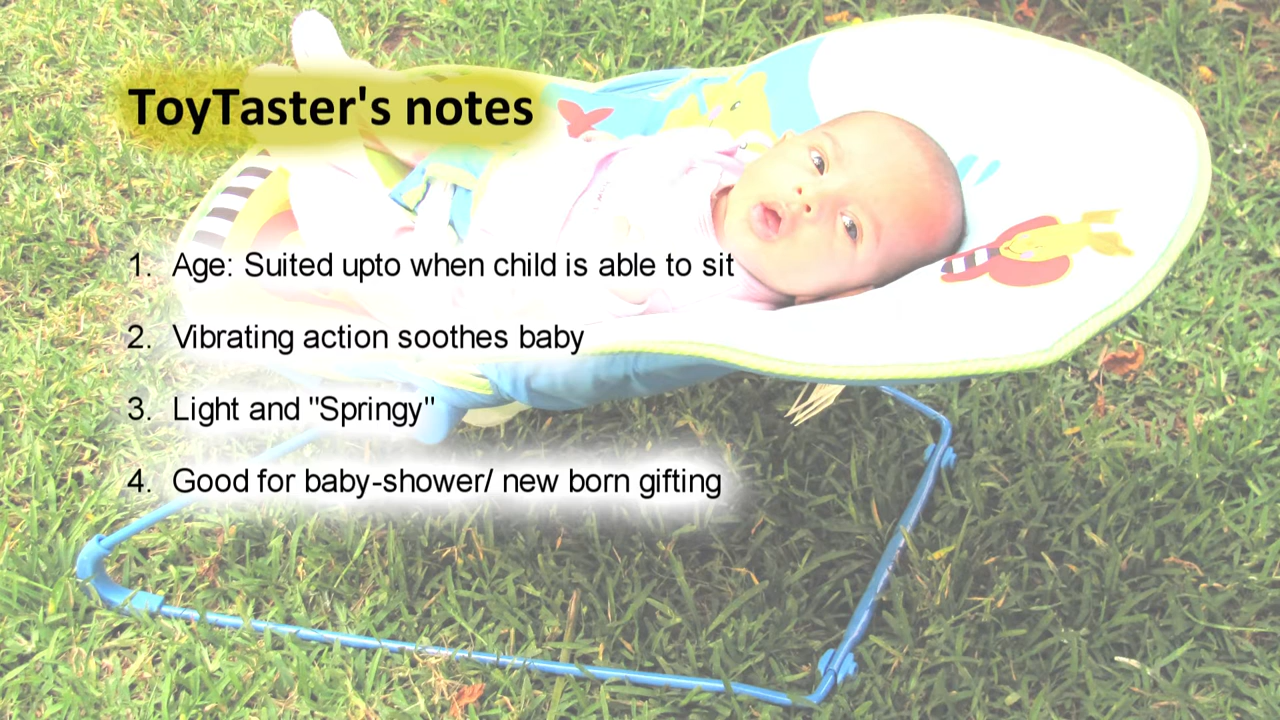 ToyTaster's notes
1. Age: Suited upto when child is able to sit
2. Vibrating action soothes baby
3. Light and "Springy"
4. Good for baby-shower/ new born gifting